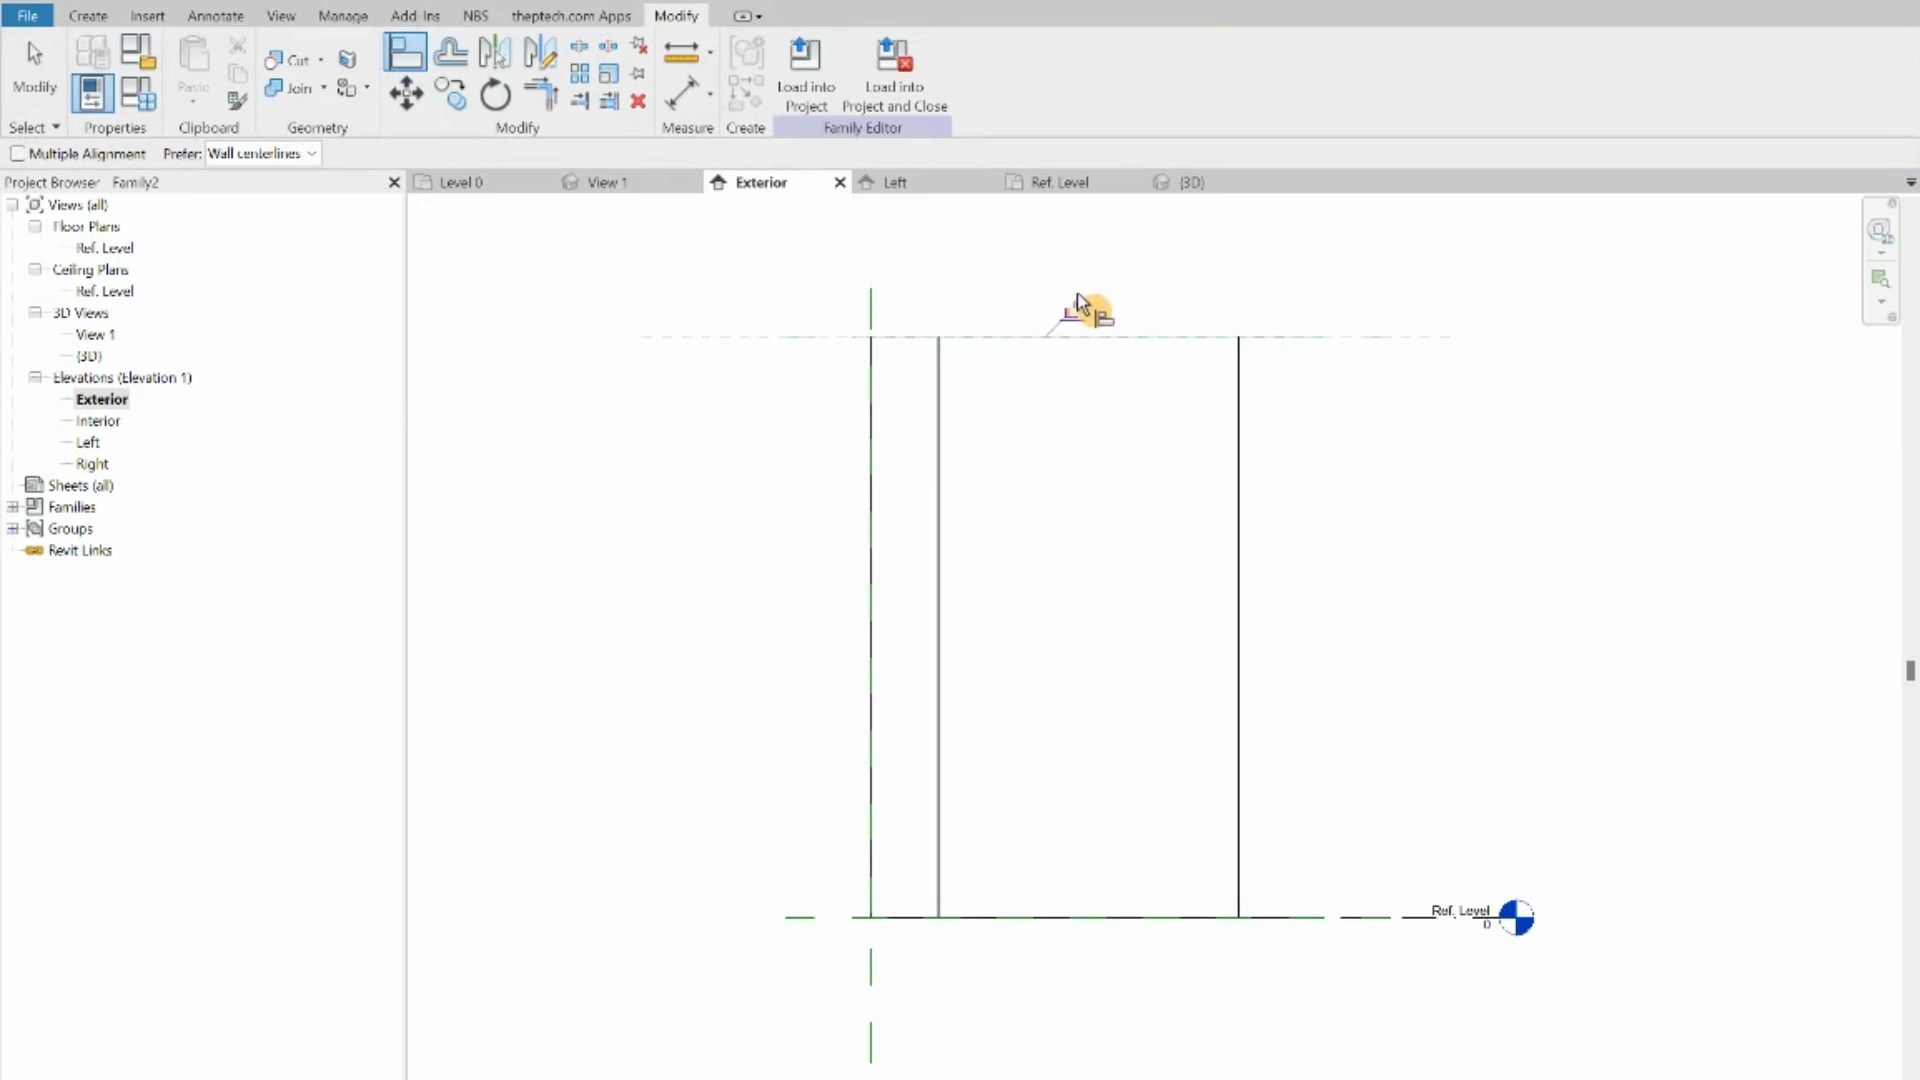 File Create Insert Annotate View Manage Add-Ins NBS theptech.com Apps Modify
Modify
Paste
Cut
Join
Load into
Project
Load into
Project and Close
Select Properties Clipboard Geometry Modify Measure Create Family Editor
Multiple Alignment Prefer: Wall centerlines
Project Browser Family2
Level 0 View 1 Exterior Left Ref. Level {3D}
Views (all)
Floor Plans
Ref. Level
Ceiling Plans
Ref. Level
3D Views
View 1
{3D}
Elevations (Elevation 1)
Exterior
Interior
Left
Right
Sheets (all)
Families
Groups
Revit Links
Ref. Level
0